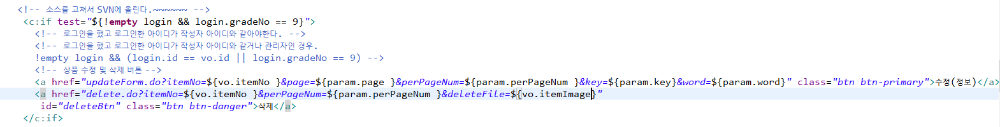 <!-- 소스를 고쳐서 SVN에 올린다.~~~~~~ -->
<c:if test="${!empty login && login.gradeNo == 9}">
<!-- 로그인을 했고 로그인한 아이디가 작성자 아이디와 같아야한다. -->
<!-- 로그인을 했고 로그인한 아이디가 작성자 아이디와 같거나 관리자인 경우.
!empty login && (login.id == vo.id || login.gradeNo == 9) -->
<!-- 상품 수정 및 삭제 버튼 -->
<a href="updateForm.do?itemNo=${vo.itemNo }&page=${param.page }&perPageNum=${param.perPageNum }&key=${param.key}&word=${param.word}" class="btn btn-primary">수정(정보)</a>
<a href="delete.do?itemNo=${vo.itemNo }&perPageNum=${param.perPageNum }&deleteFile=${vo.itemImage}"
id="deleteBtn" class="btn btn-danger">삭제</a>
</c:if>